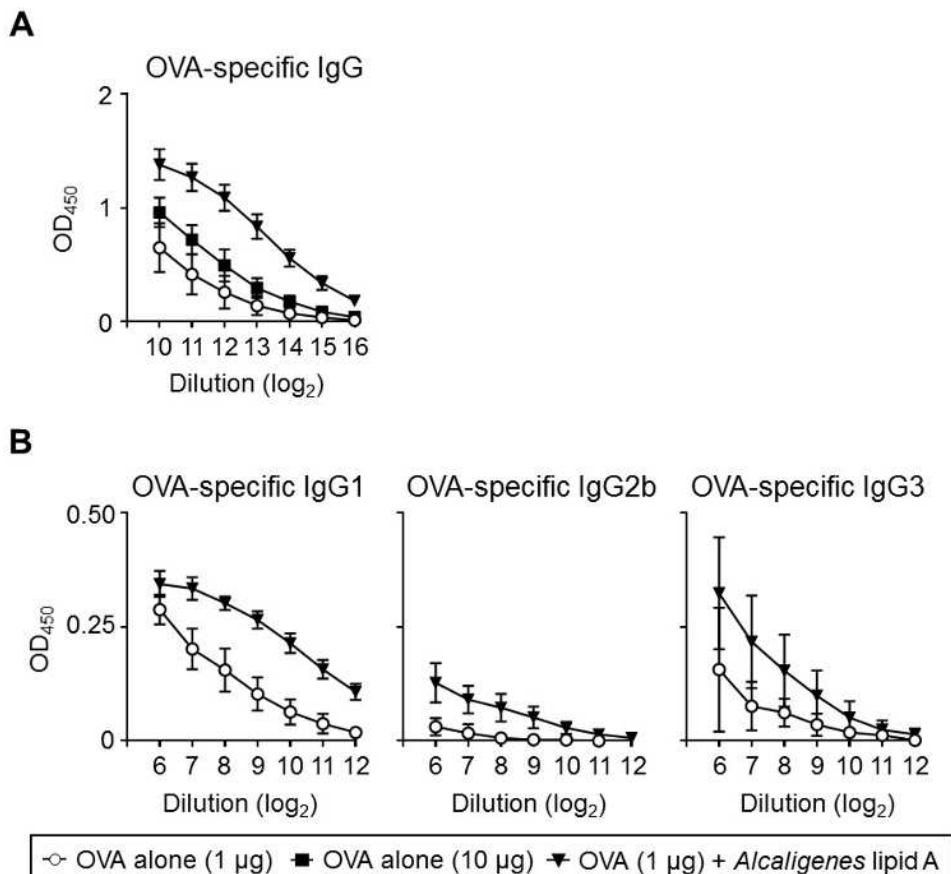 A
OVA-specific IgG
2
1
0
OD450
10 11 12 13 14 15 16
Dilution (log2)
B
OVA-specific IgG1 OVA-specific IgG2b OVA-specific IgG3
0.50
0.25
0
OD450
6 7 8 9 10 11 12 6 7 8 9 10 11 12 6 7 8 9 10 11 12
Dilution (log2) Dilution (log2) Dilution (log2)
OVA alone (1 µg) OVA alone (10 µg) OVA (1 µg) + Alcaligenes lipid A